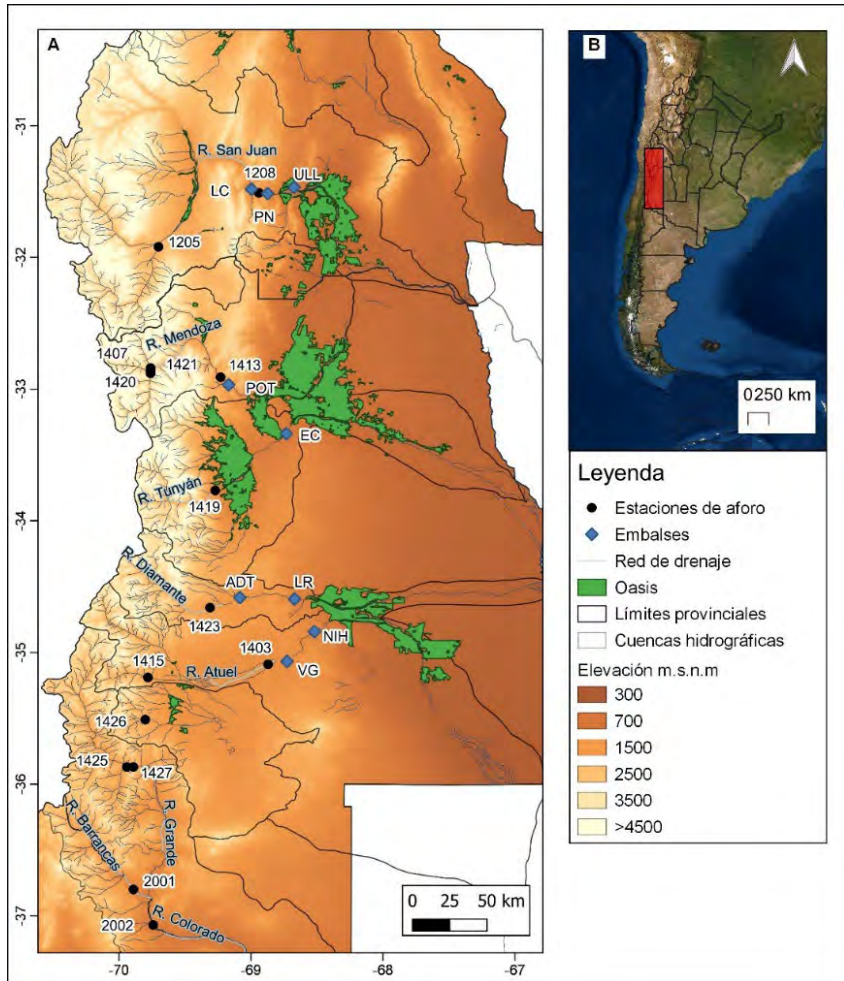 A
B
R. San Juan
1208
ULL
LC
PN
1205
R. Mendoza
1407
1421
1413
1420
POT
EC
R. Tunyán
1419
R. Diamante
ADT
LR
1423
NIH
1403
1415
R. Atuel
VG
1426
1425
1427
R. Barrancas
R. Grande
2001
R. Colorado
2002
0 25 50 km
-31
-32
-33
-34
-35
-36
-37
-70
-69
-68
-67
0250 km
Leyenda
Estaciones de aforo
Embalses
Red de drenaje
Oasis
Límites provinciales
Cuencas hidrográficas
Elevación m.s.n.m
300
700
1500
2500
3500
>4500